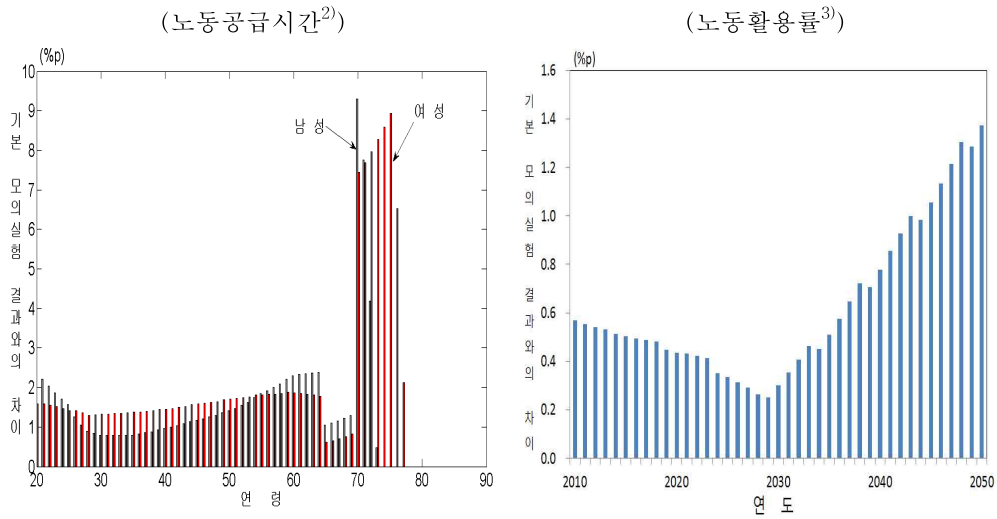 (노동공급시간2))
(%p)
10
9
8
7
6
5
4
3
2
1
0
기본 모의실험 결과와의 차이
남성
여성
20 30 40 50 60 70 80 90
연령
(노동활용률3))
(%p)
1.6
1.4
1.2
1.0
0.8
0.6
0.4
0.2
0.0
기본 모의실험 결과와의 차이
2010 2020 2030 2040 2050
연도